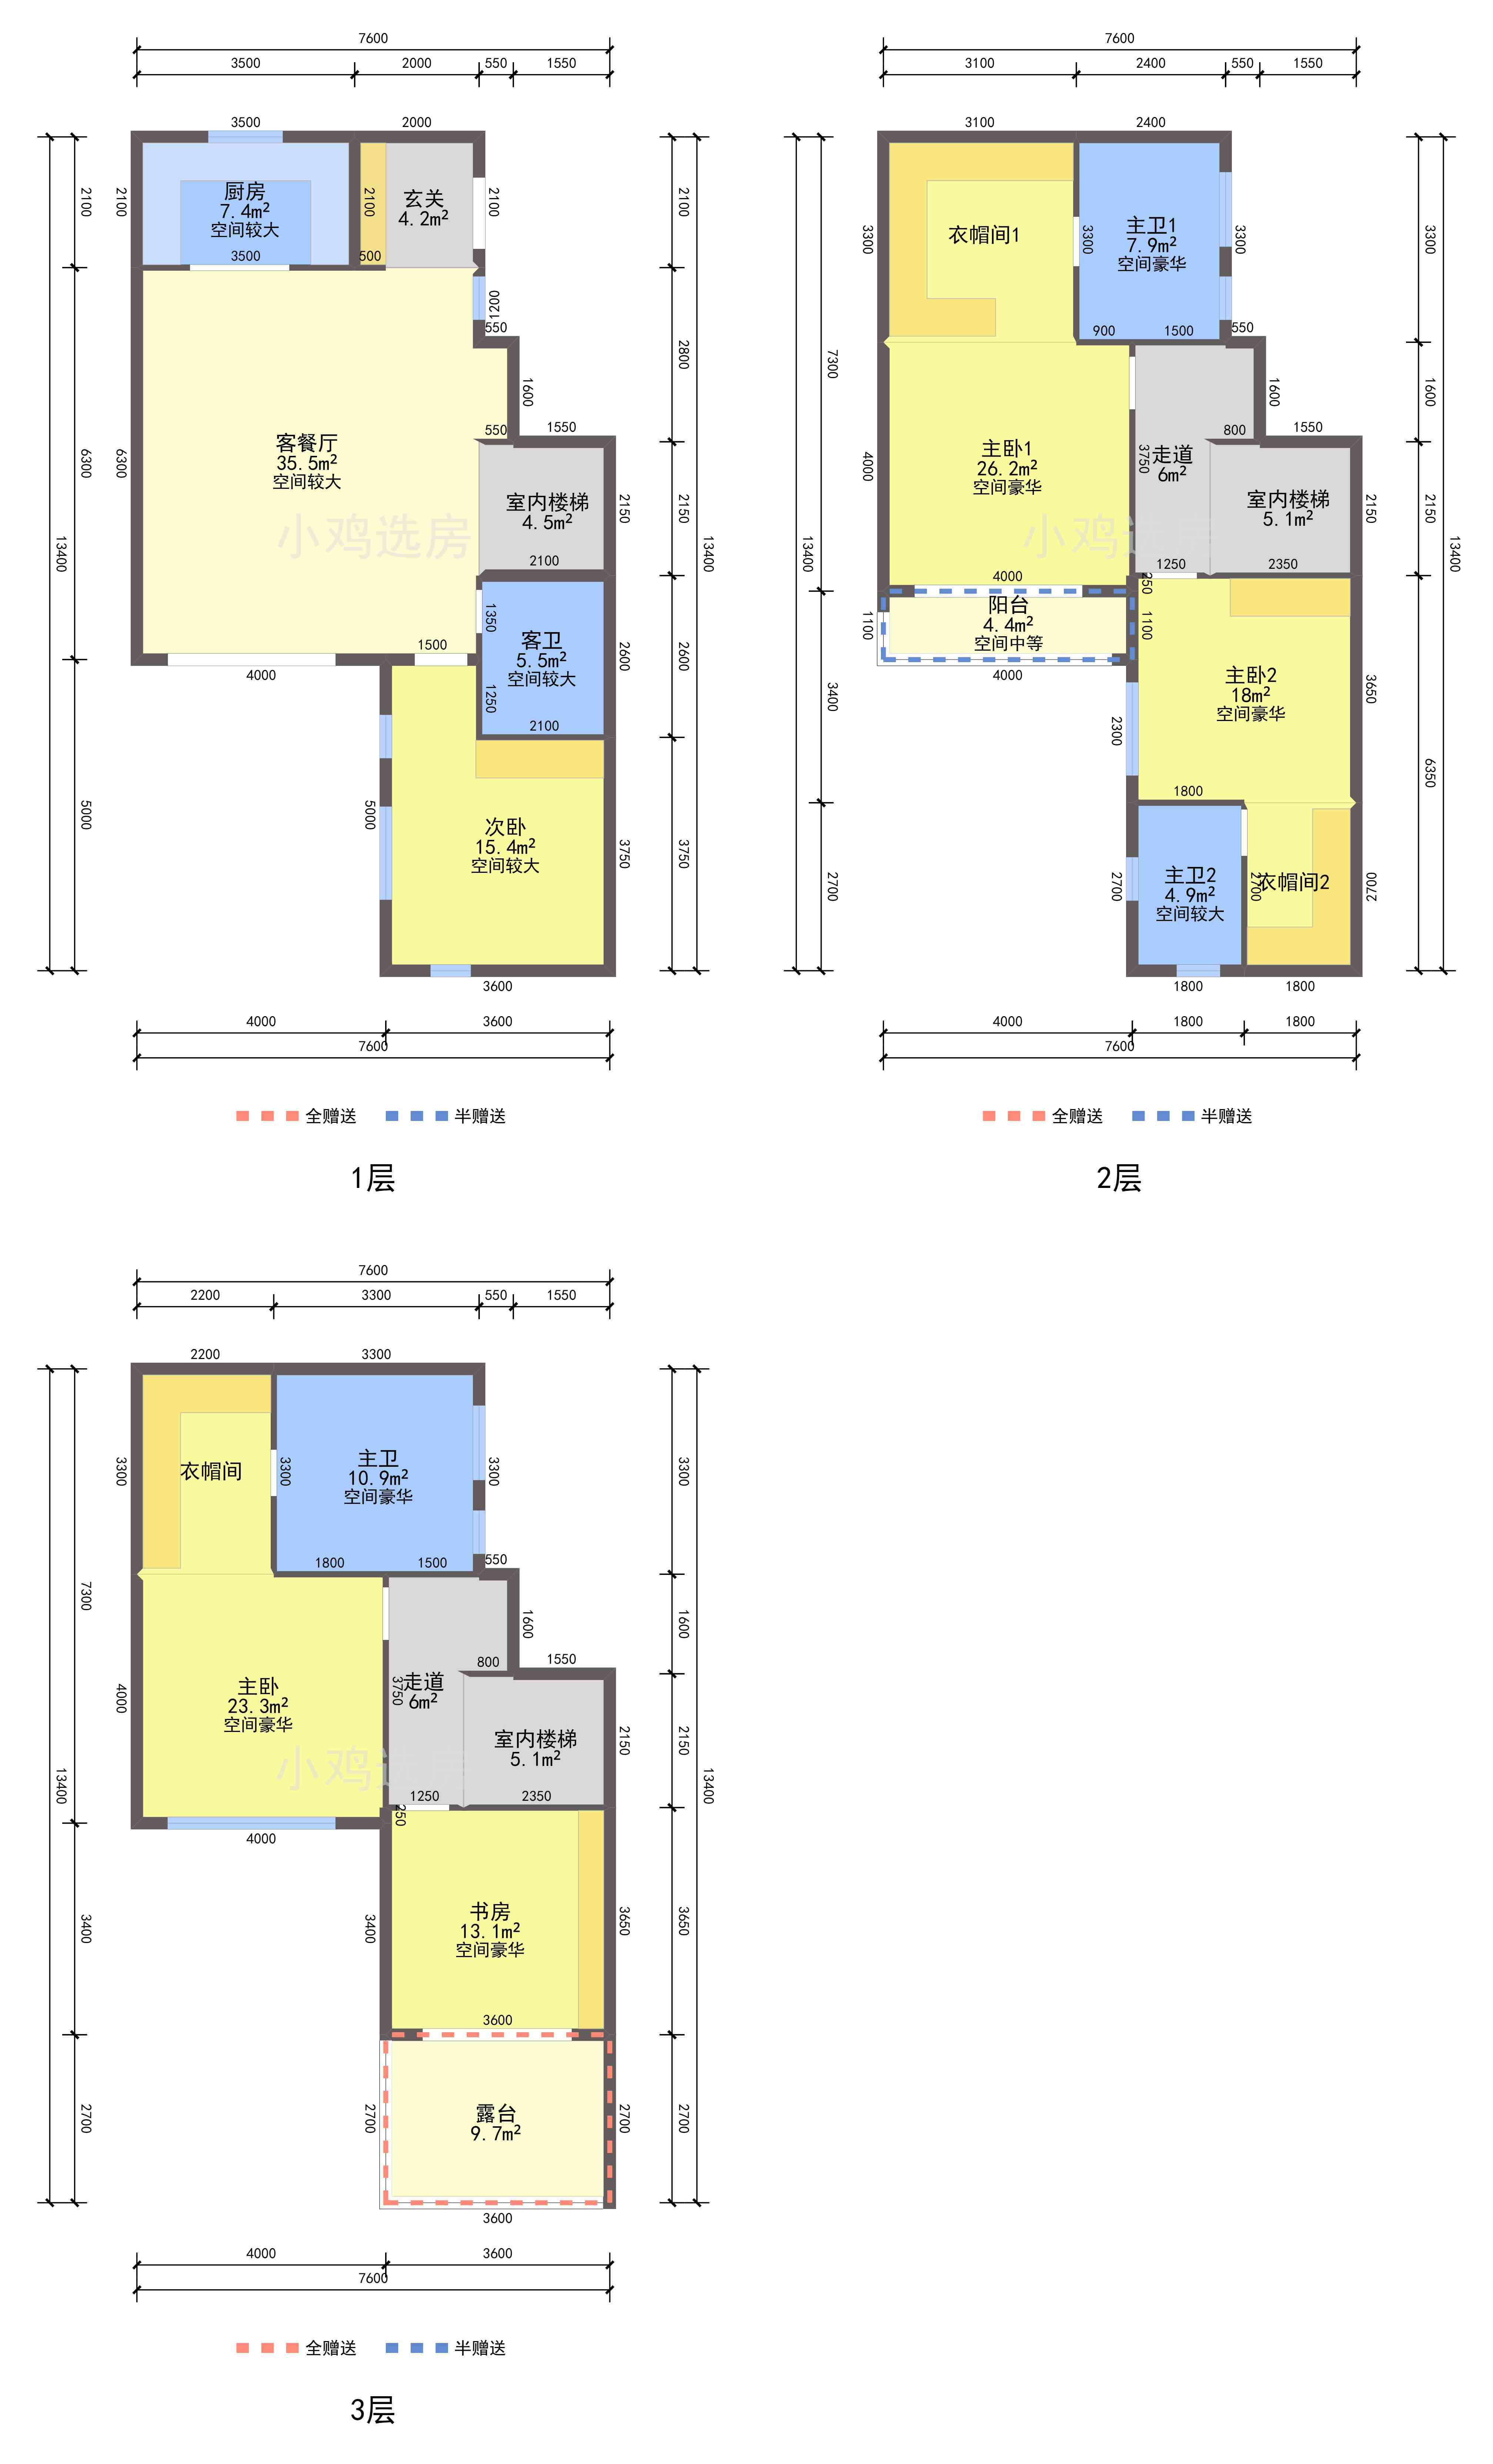 7600
3500 2000 550 1550
3500 2000
2100 2100 厨房 2100 玄关 2100 2100
7.4m² 4.2m²
空间较大
3500 500
1200
550
2800
1600
6300 6300 客餐厅 550 1550
35.5m²
空间较大
室内楼梯 2150 2150
4.5m²
小鸡选房
13400 2100 13400
1350 客卫 2600 2600
5.5m²
1500 空间较大
4000 1250
2100
5000 5000 次卧 3750 3750
15.4m²
空间较大
3600
4000 3600
7600
全赠送 半赠送
1层
7600
3100 2400 550 1550
3100 2400
3300 衣帽间1 3300 主卫1 3300 3300
7.9m²
空间豪华
900 1500 550
7300 1600 1600
4000 主卧1 3750 走道 800 1550
26.2m² 6m²
空间豪华
室内楼梯 2150 2150
5.1m²
小鸡选房
13400 1250 2350 13400
4000 250
1100 阳台 1100
4.4m²
空间中等
4000
3400 2300 主卧2 3650
18m²
空间豪华
6350
1800
2700 2700 主卫2 2700 衣帽间2 2700
4.9m²
空间较大
1800 1800
4000 1800 1800
7600
全赠送 半赠送
2层
7600
2200 3300 550 1550
2200 3300
3300 衣帽间 3300 主卫 3300 3300
10.9m²
空间豪华
1800 1500 550
7300 1600 1600
4000 主卧 3750 走道 800 1550
23.3m² 6m²
空间豪华
室内楼梯 2150 2150
5.1m²
小鸡选房
13400 1250 2350 13400
4000 250
3400 3400 书房 3650 3650
13.1m²
空间豪华
3600
2700 2700 露台 2700 2700
9.7m²
3600
4000 3600
7600
全赠送 半赠送
3层